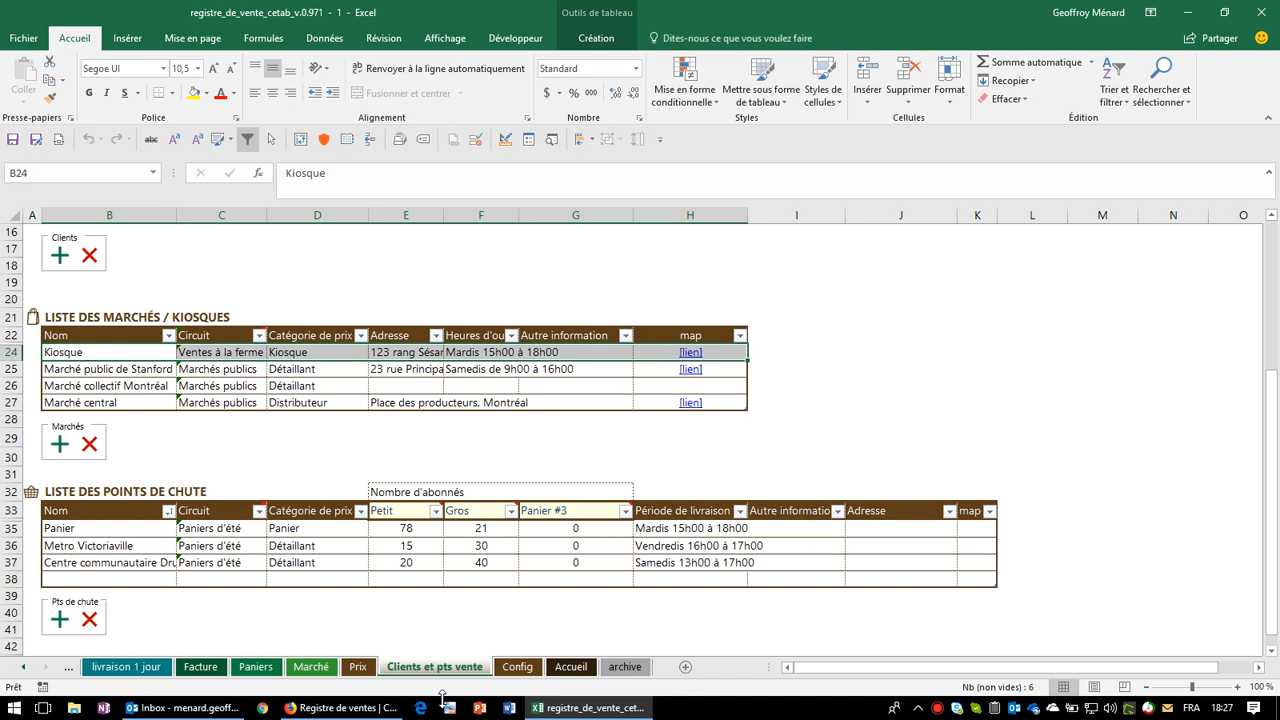 registre_de_vente_cetab_v.0.971 - 1 - Excel
Outils de tableau
Geoffroy Ménard
Fichier Accueil Insérer Mise en page Formules Données Révision Affichage Développeur Création Dites-nous ce que vous voulez faire Partager
Coller
Segoe UI 10,5
Renvoyer à la ligne automatiquement
Standard
Fusionner et centrer
Mise en forme conditionnelle
Mettre sous forme de tableau
Styles de cellules
Insérer Supprimer Format
Somme automatique
Recopier
Effacer
Trier et filtrer
Rechercher et sélectionner
Presse-papiers Police Alignement Nombre Styles Cellules Édition
B24 Kiosque
A B C D E F G H I J K L M N O
16
17 Clients
18
19
20
21 LISTE DES MARCHÉS / KIOSQUES
22 Nom Circuit Catégorie de prix Adresse Heures d'ou Autre information map
24 Kiosque Ventes à la ferme Kiosque 123 rang Sésar Mardis 15h00 à 18h00 [lien]
25 Marché public de Stanford Marchés publics Détaillant 23 rue Principa Samedis de 9h00 à 16h00 [lien]
26 Marché collectif Montréal Marchés publics Détaillant
27 Marché central Marchés publics Distributeur Place des producteurs, Montréal [lien]
28
29 Marchés
30
31
32 LISTE DES POINTS DE CHUTE Nombre d'abonnés
33 Nom Circuit Catégorie de prix Petit Gros Panier #3 Période de livraison Autre informatio Adresse map
35 Panier Paniers d'été Panier 78 21 0 Mardis 15h00 à 18h00
36 Metro Victoriaville Paniers d'été Détaillant 15 30 0 Vendredis 16h00 à 17h00
37 Centre communautaire Dru Paniers d'été Détaillant 20 40 0 Samedis 13h00 à 17h00
38
39
40 Pts de chute
41
42
... livraison 1 jour Facture Paniers Marché Prix Clients et pts vente Config Accueil archive
Prêt Nb (non vides) : 6 100 %
Inbox - menard.geoff... Registre de ventes | C... registre_de_vente_cet... FRA 18:27